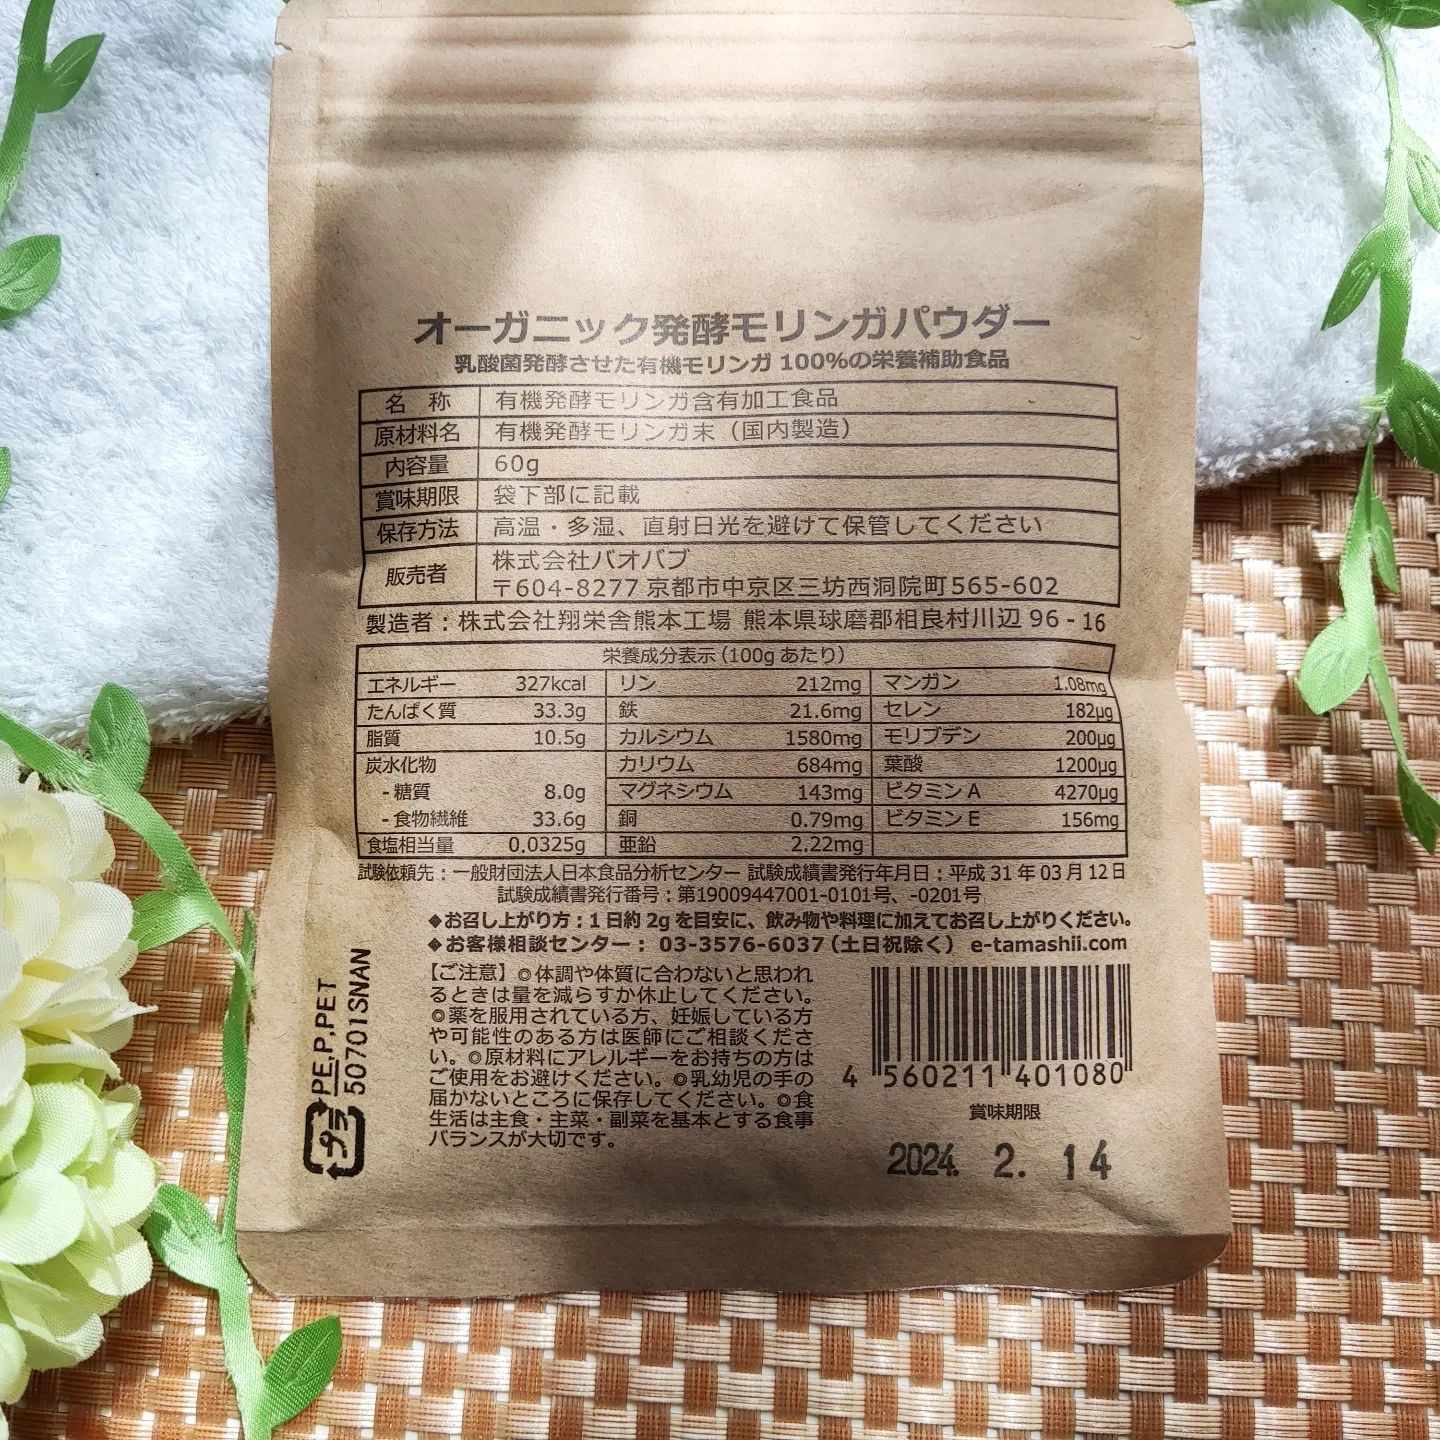 オーガニック発酵モリンガパウダー
乳酸菌発酵させた有機モリンガ 100%の栄養補助食品
名 称 有機発酵モリンガ含有加工食品
原材料名 有機発酵モリンガ末（国内製造）
内容量 60g
賞味期限 袋下部に記載
保存方法 高温・多湿、直射日光を避けて保管してください
販売者 株式会社バオバブ
〒604-8277 京都市中京区三坊西洞院町565-602
製造者：株式会社翔栄舎熊本工場 熊本県球磨郡相良村川辺 96 - 16
栄養成分表示（100g あたり）
エネルギー 327kcal リン 212mg マンガン 1.08mg
たんぱく質 33.3g 鉄 21.6mg セレン 182μg
脂質 10.5g カルシウム 1580mg モリブデン 200μg
炭水化物 カリウム 684mg 葉酸 1200μg
- 糖質 8.0g マグネシウム 143mg ビタミン A 4270μg
- 食物繊維 33.6g 銅 0.79mg ビタミン E 156mg
食塩相当量 0.0325g 亜鉛 2.22mg
試験依頼先：一般財団法人日本食品分析センター 試験成績書発行年月日：平成 31 年 03 月 12 日
試験成績書発行番号：第19009447001-0101号、-0201号
◆お召し上がり方：1 日約 2g を目安に、飲み物や料理に加えてお召し上がりください。
◆お客様相談センター： 03-3576-6037（土日祝除く） e-tamashii.com
【ご注意】◎体調や体質に合わないと思われ
るときは量を減らすか休止してください。
◎薬を服用されている方、妊娠している方
や可能性のある方は医師にご相談くださ
い。◎原材料にアレルギーをお持ちの方は
ご使用をお避けください。◎乳幼児の手の
届かないところに保存してください。◎食
生活は主食・主菜・副菜を基本とする食事
バランスが大切です。
4 560211 401080
賞味期限
2024. 2. 14
プラ
PE,P,PET
50701SNAN